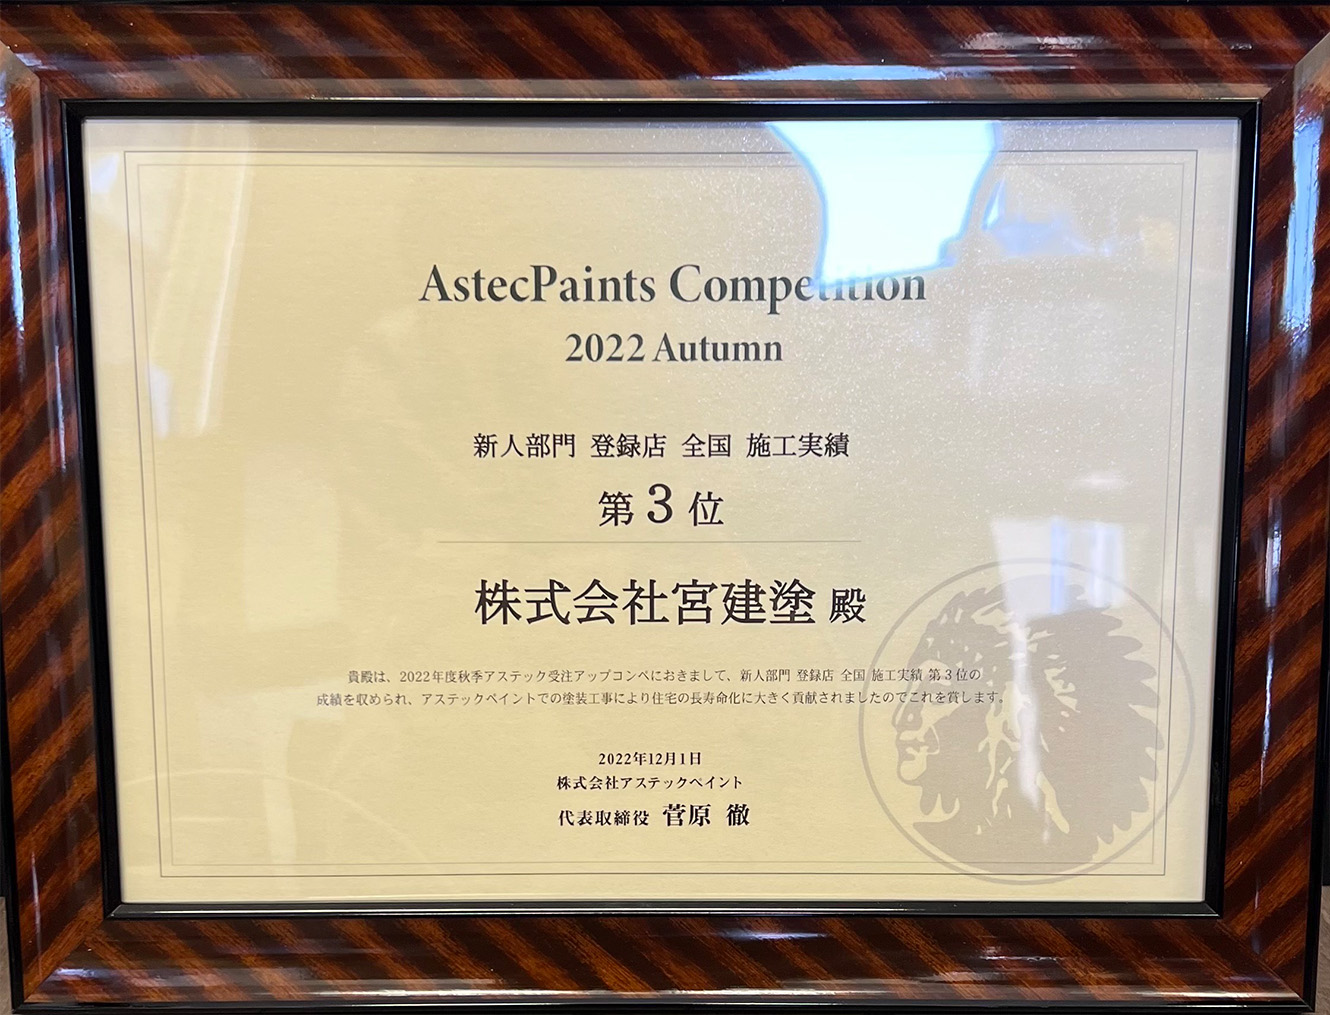 AstecPaints Competition
2022 Autumn
新人部門 登録店 全国 施工実績
第3位
株式会社宮建塗 殿
貴殿は、2022年度秋季アステック受注アップコンペにおきまして、新人部門 登録店 全国 施工実績 第3位の
成績を収められ、アステックペイントでの塗装工事により住宅の長寿命化に大きく貢献されましたのでこれを賞します。
2022年12月1日
株式会社アステックペイント
代表取締役 菅原 徹